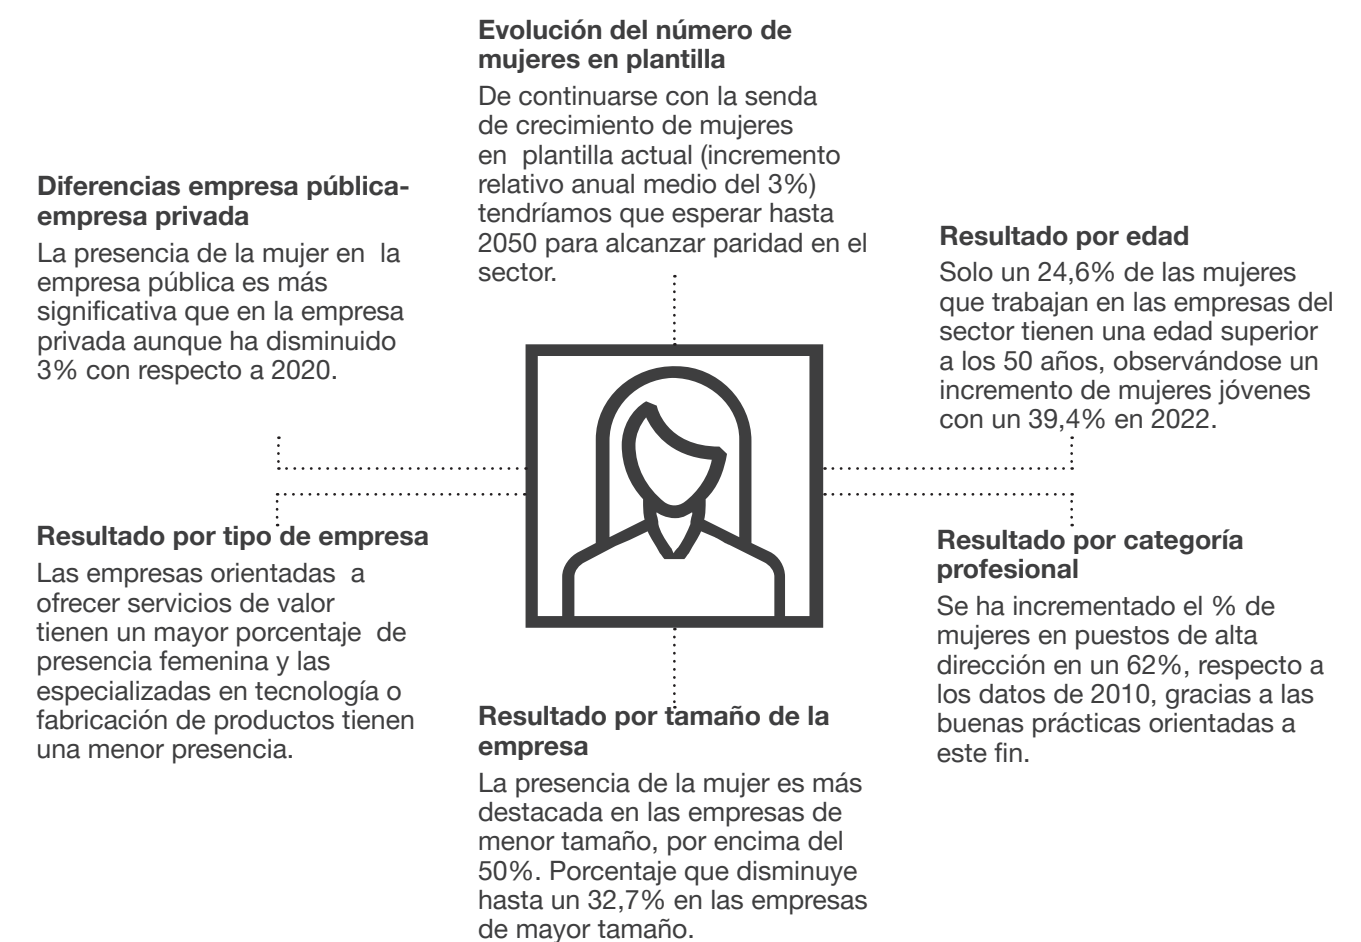 Evolución del número de
mujeres en plantilla
De continuarse con la senda
de crecimiento de mujeres
en plantilla actual (incremento
relativo anual medio del 3%)
tendríamos que esperar hasta
2050 para alcanzar paridad en el
sector.
Diferencias empresa pública-
empresa privada
La presencia de la mujer en la
empresa pública es más
significativa que en la empresa
privada aunque ha disminuido
3% con respecto a 2020.
Resultado por edad
Solo un 24,6% de las mujeres
que trabajan en las empresas del
sector tienen una edad superior
a los 50 años, observándose un
incremento de mujeres jóvenes
con un 39,4% en 2022.
Resultado por tipo de empresa
Las empresas orientadas a
ofrecer servicios de valor
tienen un mayor porcentaje de
presencia femenina y las
especializadas en tecnología o
fabricación de productos tienen
una menor presencia.
Resultado por categoría
profesional
Se ha incrementado el % de
mujeres en puestos de alta
dirección en un 62%, respecto a
los datos de 2010, gracias a las
buenas prácticas orientadas a
este fin.
Resultado por tamaño de la
empresa
La presencia de la mujer es más
destacada en las empresas de
menor tamaño, por encima del
50%. Porcentaje que disminuye
hasta un 32,7% en las empresas
de mayor tamaño.